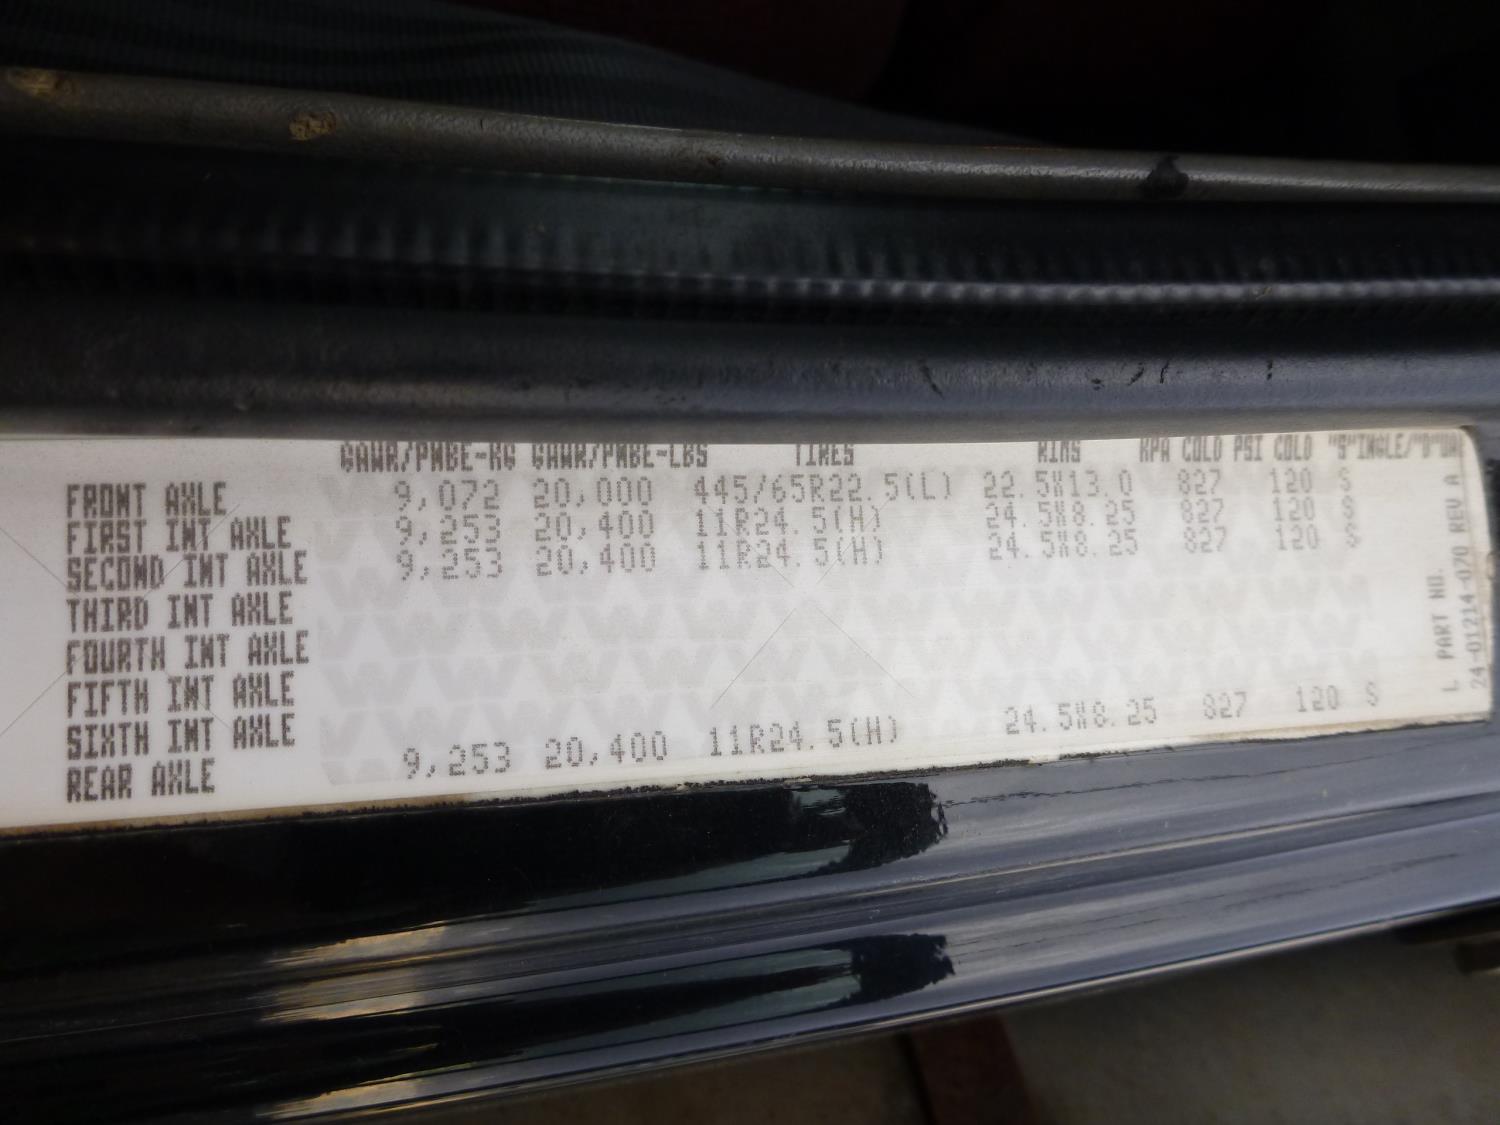 GAWR/PNBE-KG GAWR/PNBE-LBS TIRES RIMS KPA COLD PSI COLD "S"INGLE/"D"UA
FRONT AXLE 9,072 20,000 445/65R22.5(L) 22.5X13.0 827 120 S
FIRST INT AXLE 9,253 20,400 11R24.5(H) 24.5X8.25 827 120 S
SECOND INT AXLE 9,253 20,400 11R24.5(H) 24.5X8.25 827 120 S
THIRD INT AXLE
FOURTH INT AXLE
FIFTH INT AXLE
SIXTH INT AXLE
REAR AXLE 9,253 20,400 11R24.5(H) 24.5X8.25 827 120 S
L PART NO.
24-01214-070 REV A